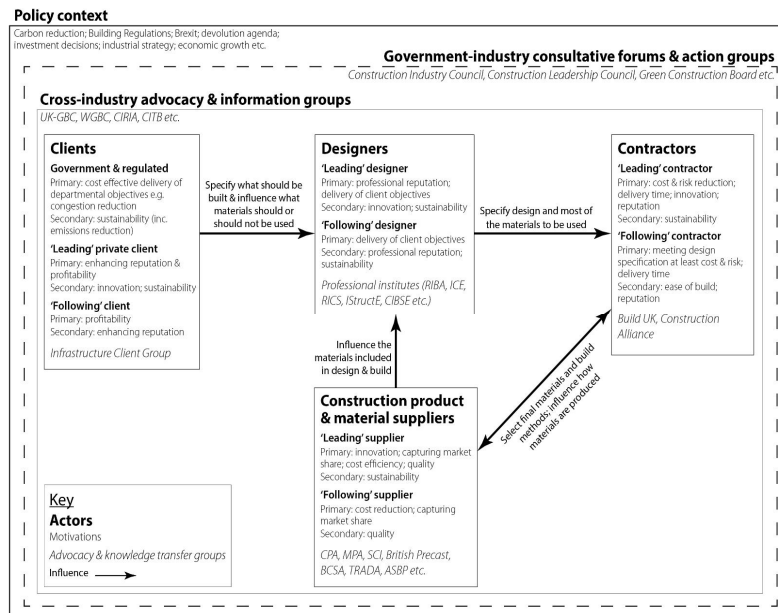 Policy context
Carbon reduction; Building Regulations; Brexit; devolution agenda;
investment decisions; industrial strategy; economic growth etc.
Government-industry consultative forums & action groups
Construction Industry Council, Construction Leadership Council, Green Construction Board etc.
Cross-industry advocacy & information groups
UK-GBC, WGBC, CIRIA, CITB etc.
Clients
Government & regulated
Primary: cost effective delivery of
departmental objectives e.g.
congestion reduction
Secondary: sustainability (inc.
emissions reduction)
'Leading' private client
Primary: enhancing reputation &
profitability
Secondary: innovation; sustainability
'Following' client
Primary: profitability
Secondary: enhancing reputation
Infrastructure Client Group
Specify what should be
built & influence what
materials should or
should not be used
Designers
'Leading' designer
Primary: professional reputation;
delivery of client objectives
Secondary: innovation; sustainability
'Following' designer
Primary: delivery of client objectives
Secondary: professional reputation;
sustainability
Professional institutes (RIBA, ICE,
RICS, IStructE, CIBSE etc.)
Specify design and most of
the materials to be used
Contractors
'Leading' contractor
Primary: cost & risk reduction;
delivery time; innovation;
reputation
Secondary: sustainability
'Following' contractor
Primary: meeting design
specification at least cost & risk;
delivery time
Secondary: ease of build;
reputation
Build UK, Construction
Alliance
Influence the
materials included
in design & build
Select final materials and build
methods; influence how
materials are produced
Construction product
& material suppliers
'Leading' supplier
Primary: innovation; capturing market
share; cost efficiency; quality
Secondary: sustainability
'Following' supplier
Primary: cost reduction; capturing
market share
Secondary: quality
CPA, MPA, SCI, British Precast,
BCSA, TRADA, ASBP etc.
Key
Actors
Motivations
Advocacy & knowledge transfer groups
Influence